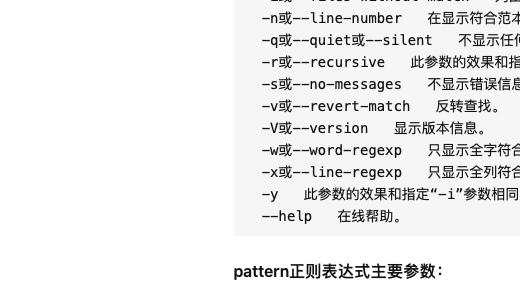 -n或--line-number 在显示符合范本
-q或--quiet或--silent 不显示任何
-r或--recursive 此参数的效果和指
-s或--no-messages 不显示错误信息
-v或--revert-match 反转查找。
-V或--version 显示版本信息。
-w或--word-regexp 只显示全字符合
-x或--line-regexp 只显示全列符合
-y 此参数的效果和指定“-i”参数相同
--help 在线帮助。
pattern正则表达式主要参数：